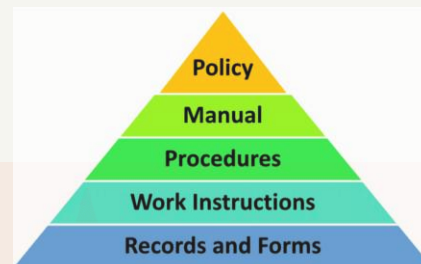 Policy
Manual
Procedures
Work Instructions
Records and Forms